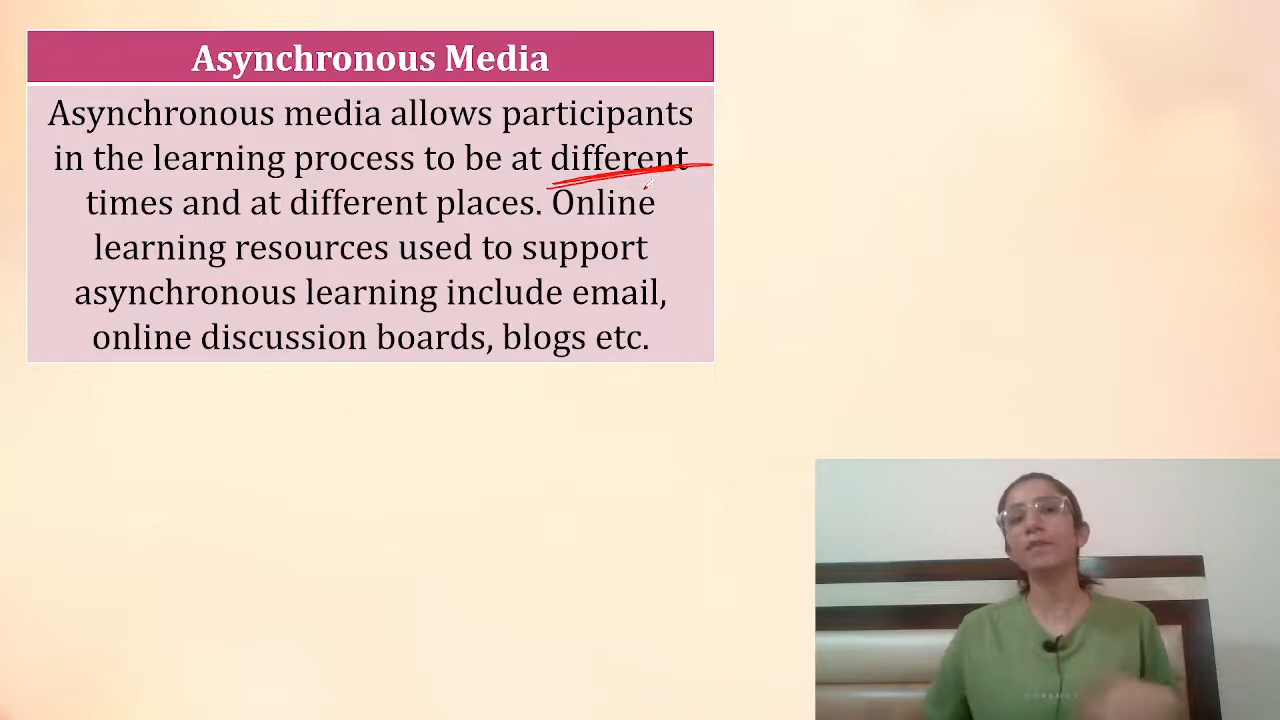 Asynchronous Media
Asynchronous media allows participants
in the learning process to be at different
times and at different places. Online
learning resources used to support
asynchronous learning include email,
online discussion boards, blogs etc.